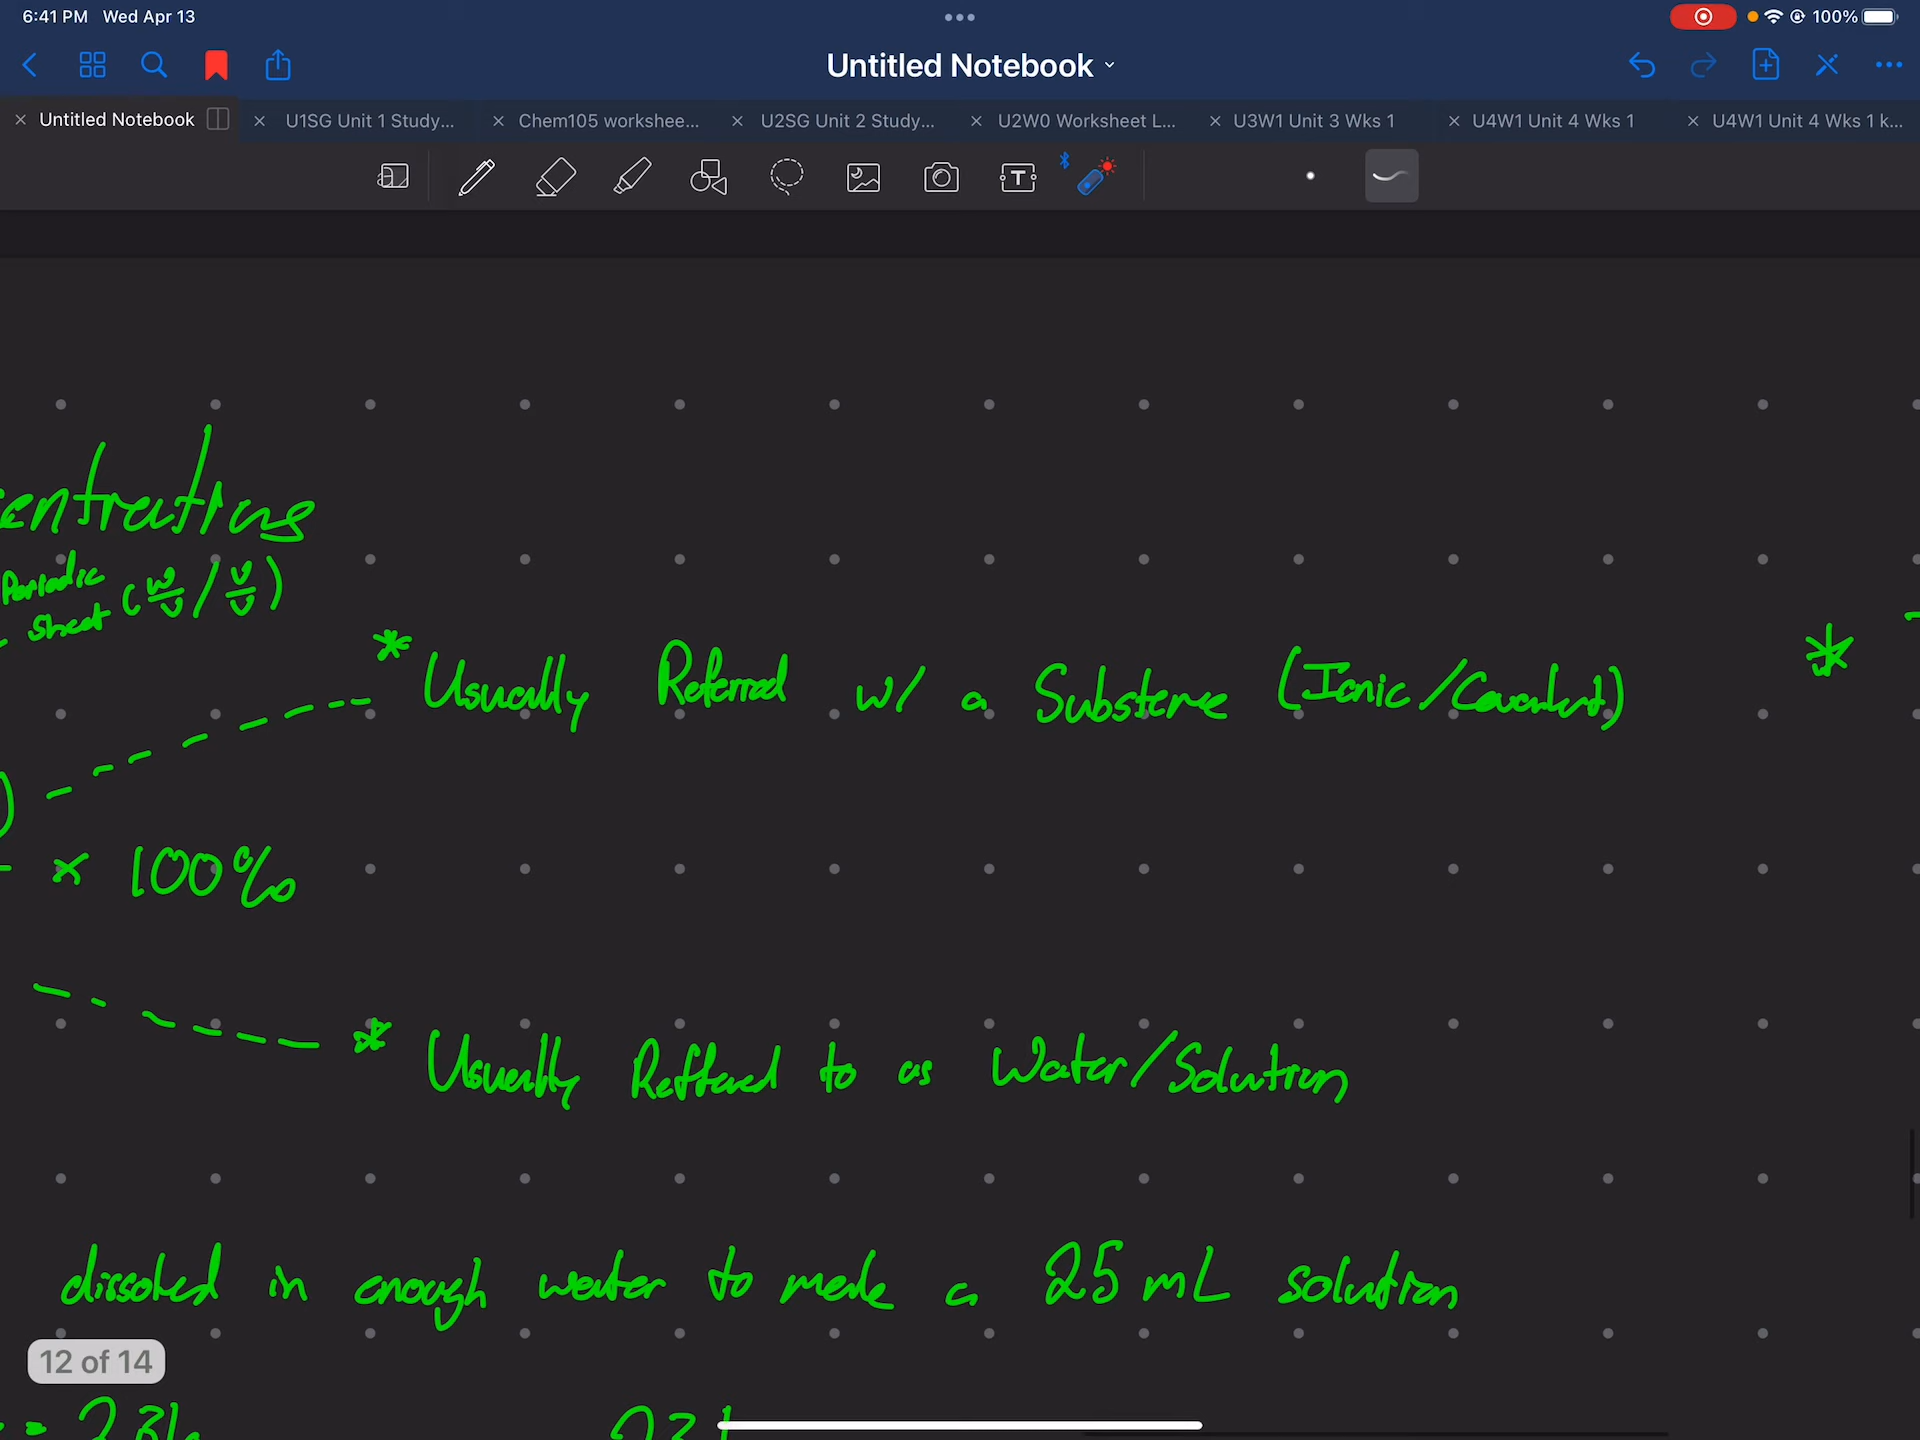 6:41 PM Wed Apr 13
100%
Untitled Notebook
Untitled Notebook
U1SG Unit 1 Study...
Chem105 workshee...
U2SG Unit 2 Study...
U2W0 Worksheet L...
U3W1 Unit 3 Wks 1
U4W1 Unit 4 Wks 1
U4W1 Unit 4 Wks 1 k...
entrations
Periodic
sheet (w/v / v/v)
* Usually Referred w/ a Substance (Ionic/Covalent) *
x 100%
* Usually Reffered to as Water/Solution
dissolved in enough water to make a 25 mL solution
12 of 14